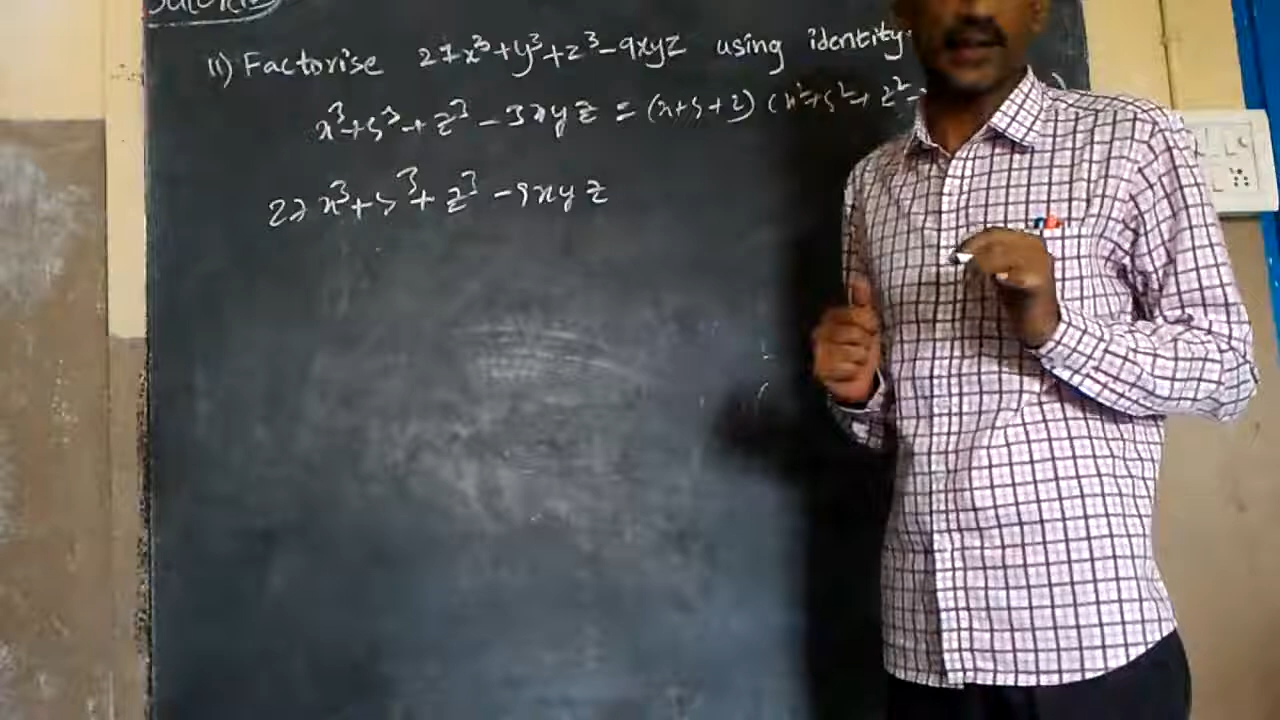 11) Factorise 27x³+y³+z³-9xyz using identity
x³+y³+z³-3xyz = (x+y+z) (x²+y²+z²-
27x³+y³+z³-9xyz